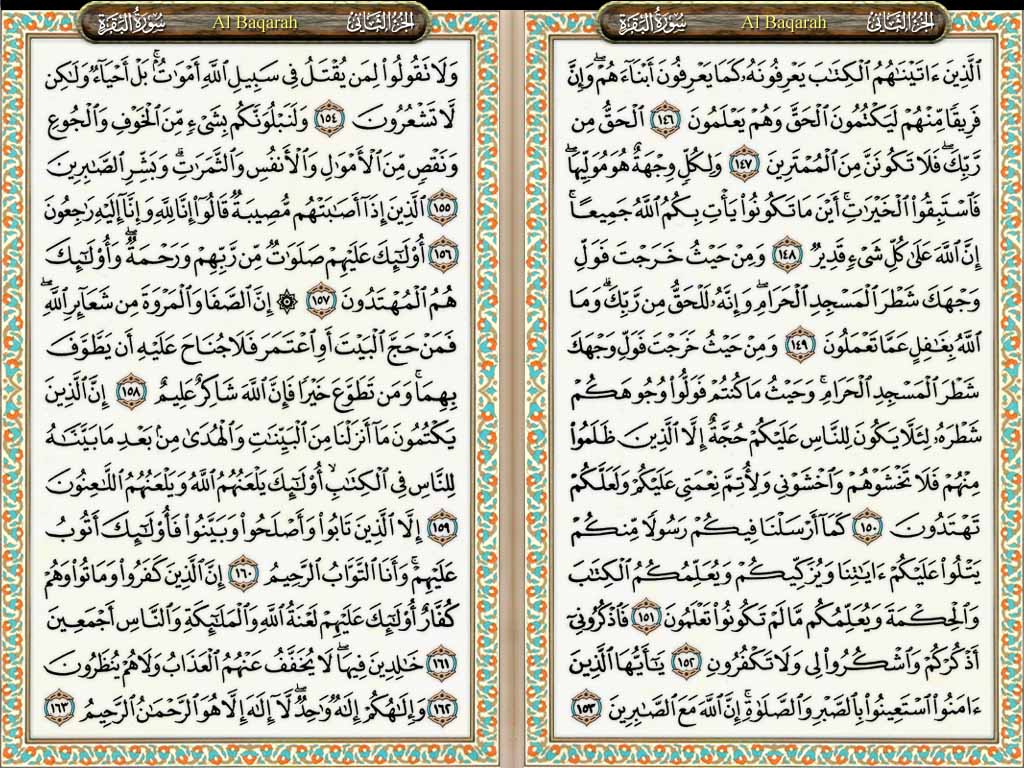 الجزء الثاني Al Baqarah سورة البقرة
ٱلَّذِينَ ءَاتَيْنَٰهُمُ ٱلْكِتَٰبَ يَعْرِفُونَهُۥ كَمَا يَعْرِفُونَ أَبْنَآءَهُمْ ۖ وَإِنَّ
فَرِيقًا مِّنْهُمْ لَيَكْتُمُونَ ٱلْحَقَّ وَهُمْ يَعْلَمُونَ ١٤٦ ٱلْحَقُّ مِن
رَّبِّكَ ۖ فَلَا تَكُونَنَّ مِنَ ٱلْمُمْتَرِينَ ١٤٧ وَلِكُلٍّ وِجْهَةٌ هُوَ مُوَلِّيهَا ۖ
فَٱسْتَبِقُوا۟ ٱلْخَيْرَٰتِ ۚ أَيْنَ مَا تَكُونُوا۟ يَأْتِ بِكُمُ ٱللَّهُ جَمِيعًا ۚ
إِنَّ ٱللَّهَ عَلَىٰ كُلِّ شَىْءٍ قَدِيرٌ ١٤٨ وَمِنْ حَيْثُ خَرَجْتَ فَوَلِّ
وَجْهَكَ شَطْرَ ٱلْمَسْجِدِ ٱلْحَرَامِ ۖ وَإِنَّهُۥ لَلْحَقُّ مِن رَّبِّكَ ۗ وَمَا
ٱللَّهُ بِغَٰفِلٍ عَمَّا تَعْمَلُونَ ١٤٩ وَمِنْ حَيْثُ خَرَجْتَ فَوَلِّ وَجْهَكَ
شَطْرَ ٱلْمَسْجِدِ ٱلْحَرَامِ ۚ وَحَيْثُ مَا كُنتُمْ فَوَلُّوا۟ وُجُوهَكُمْ
شَطْرَهُۥ لِئَلَّا يَكُونَ لِلنَّاسِ عَلَيْكُمْ حُجَّةٌ إِلَّا ٱلَّذِينَ ظَلَمُوا۟
مِنْهُمْ فَلَا تَخْشَوْهُمْ وَٱخْشَوْنِى وَلِأُتِمَّ نِعْمَتِى عَلَيْكُمْ وَلَعَلَّكُمْ
تَهْتَدُونَ ١٥٠ كَمَآ أَرْسَلْنَا فِيكُمْ رَسُولًا مِّنكُمْ
يَتْلُوا۟ عَلَيْكُمْ ءَايَٰتِنَا وَيُزَكِّيكُمْ وَيُعَلِّمُكُمُ ٱلْكِتَٰبَ
وَٱلْحِكْمَةَ وَيُعَلِّمُكُم مَّا لَمْ تَكُونُوا۟ تَعْلَمُونَ ١٥١ فَٱذْكُرُونِىٓ
أَذْكُرْكُمْ وَٱشْكُرُوا۟ لِى وَلَا تَكْفُرُونِ ١٥٢ يَٰٓأَيُّهَا ٱلَّذِينَ
ءَامَنُوا۟ ٱسْتَعِينُوا۟ بِٱلصَّبْرِ وَٱلصَّلَوٰةِ ۚ إِنَّ ٱللَّهَ مَعَ ٱلصَّٰبِرِينَ ١٥٣
الجزء الثاني Al Baqarah سورة البقرة
وَلَا تَقُولُوا۟ لِمَن يُقْتَلُ فِى سَبِيلِ ٱللَّهِ أَمْوَٰتٌۢ ۚ بَلْ أَحْيَآءٌ وَلَٰكِن
لَّا تَشْعُرُونَ ١٥٤ وَلَنَبْلُوَنَّكُم بِشَىْءٍ مِّنَ ٱلْخَوْفِ وَٱلْجُوعِ
وَنَقْصٍ مِّنَ ٱلْأَمْوَٰلِ وَٱلْأَنفُسِ وَٱلثَّمَرَٰتِ ۗ وَبَشِّرِ ٱلصَّٰبِرِينَ
١٥٥ ٱلَّذِينَ إِذَآ أَصَٰبَتْهُم مُّصِيبَةٌ قَالُوٓا۟ إِنَّا لِلَّهِ وَإِنَّآ إِلَيْهِ رَٰجِعُونَ
١٥٦ أُو۟لَٰٓئِكَ عَلَيْهِمْ صَلَوَٰتٌ مِّن رَّبِّهِمْ وَرَحْمَةٌ ۖ وَأُو۟لَٰٓئِكَ
هُمُ ٱلْمُهْتَدُونَ ١٥٧ ۞ إِنَّ ٱلصَّفَا وَٱلْمَرْوَةَ مِن شَعَآئِرِ ٱللَّهِ ۖ
فَمَنْ حَجَّ ٱلْبَيْتَ أَوِ ٱعْتَمَرَ فَلَا جُنَاحَ عَلَيْهِ أَن يَطَّوَّفَ
بِهِمَا ۚ وَمَن تَطَوَّعَ خَيْرًا فَإِنَّ ٱللَّهَ شَاكِرٌ عَلِيمٌ ١٥٨ إِنَّ ٱلَّذِينَ
يَكْتُمُونَ مَآ أَنزَلْنَا مِنَ ٱلْبَيِّنَٰتِ وَٱلْهُدَىٰ مِنۢ بَعْدِ مَا بَيَّنَّٰهُ
لِلنَّاسِ فِى ٱلْكِتَٰبِ ۙ أُو۟لَٰٓئِكَ يَلْعَنُهُمُ ٱللَّهُ وَيَلْعَنُهُمُ ٱللَّٰعِنُونَ
١٥٩ إِلَّا ٱلَّذِينَ تَابُوا۟ وَأَصْلَحُوا۟ وَبَيَّنُوا۟ فَأُو۟لَٰٓئِكَ أَتُوبُ
عَلَيْهِمْ ۚ وَأَنَا ٱلتَّوَّابُ ٱلرَّحِيمُ ١٦٠ إِنَّ ٱلَّذِينَ كَفَرُوا۟ وَمَاتُوا۟ وَهُمْ
كُفَّارٌ أُو۟لَٰٓئِكَ عَلَيْهِمْ لَعْنَةُ ٱللَّهِ وَٱلْمَلَٰٓئِكَةِ وَٱلنَّاسِ أَجْمَعِينَ
١٦١ خَٰلِدِينَ فِيهَا ۖ لَا يُخَفَّفُ عَنْهُمُ ٱلْعَذَابُ وَلَا هُمْ يُنظَرُونَ
١٦٢ وَإِلَٰهُكُمْ إِلَٰهٌ وَٰحِدٌ ۖ لَّآ إِلَٰهَ إِلَّا هُوَ ٱلرَّحْمَٰنُ ٱلرَّحِيمُ ١٦٣